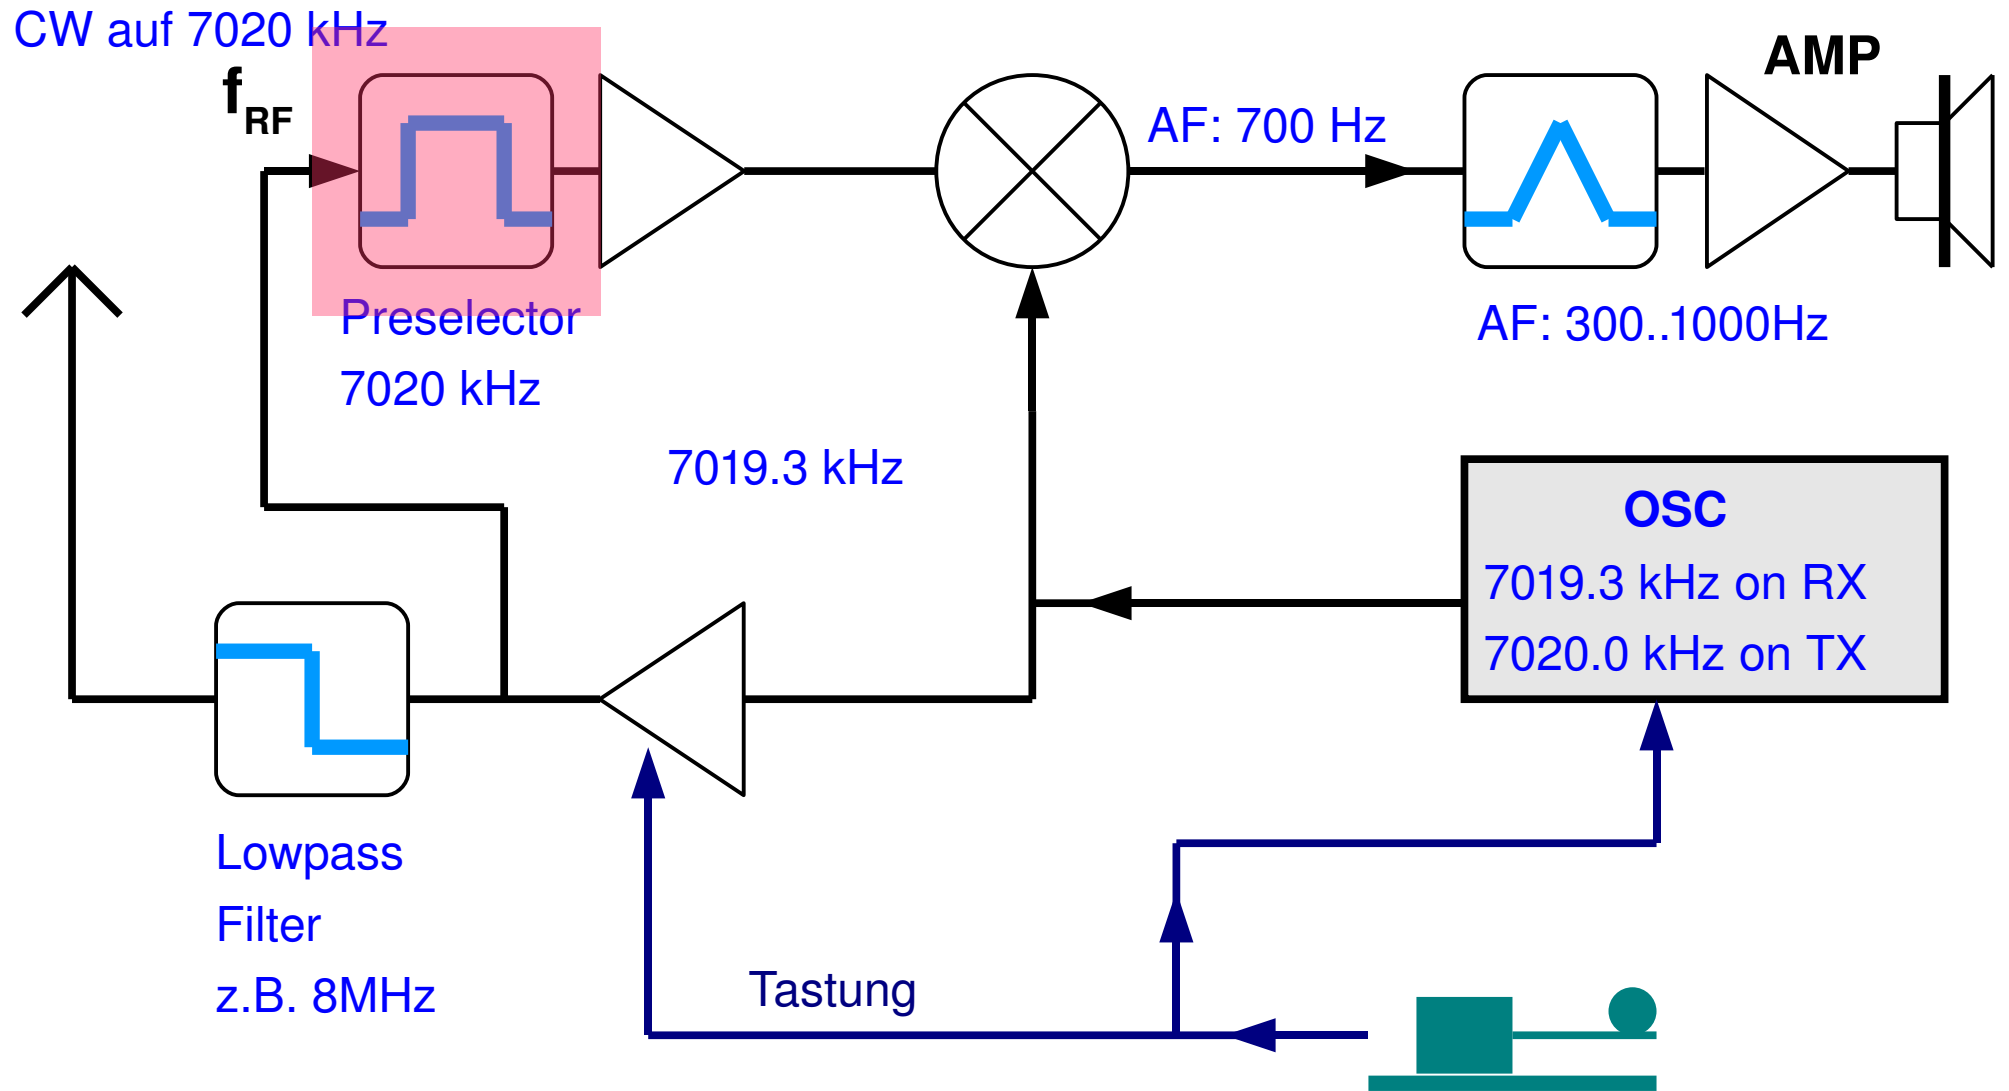 CW auf 7020 kHz
fRF
AMP
AF: 700 Hz
Preselector
7020 kHz
AF: 300..1000Hz
7019.3 kHz
OSC
7019.3 kHz on RX
7020.0 kHz on TX
Lowpass
Filter
z.B. 8MHz
Tastung